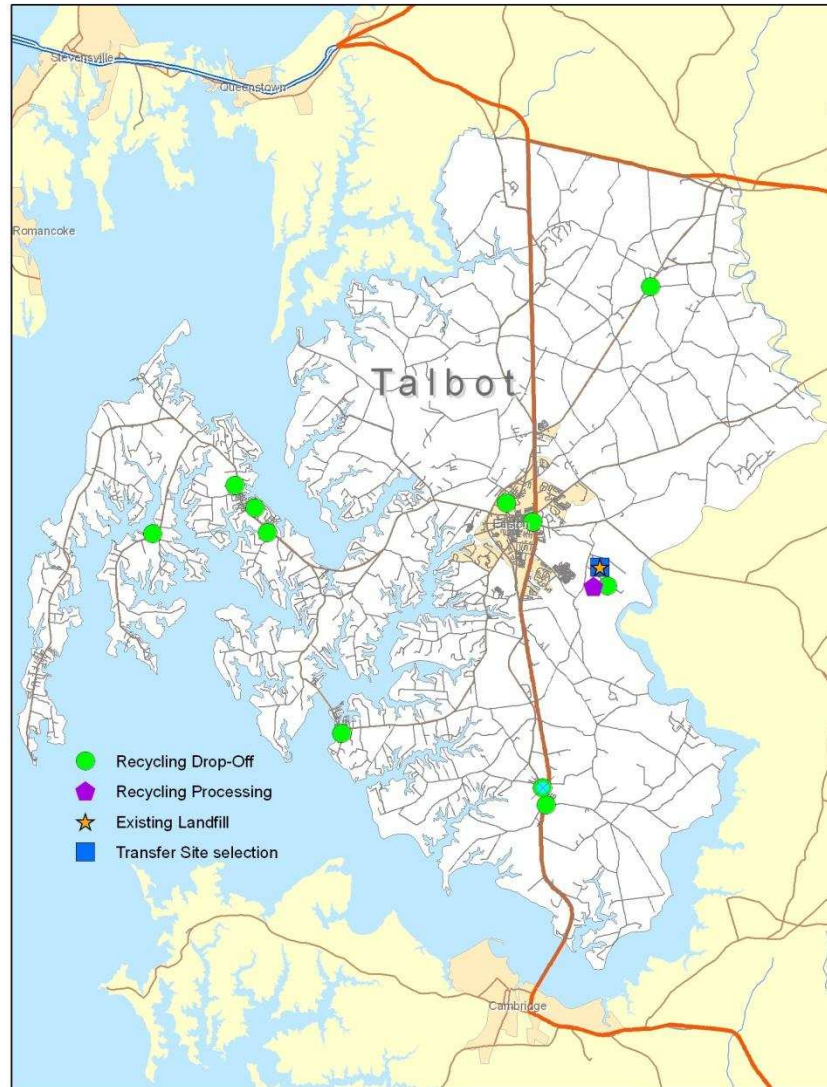 Stevensville
Queenstown
Romancoke
Talbot
Easton
Recycling Drop-Off
Recycling Processing
Existing Landfill
Transfer Site selection
Cambridge